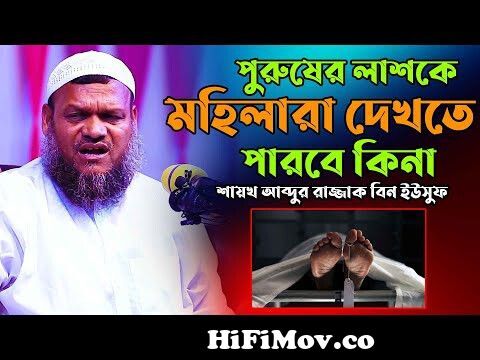 পুরুষের লাশকে
মহিলারা দেখতে
পারবে কিনা
শায়খ আব্দুর রাজ্জাক বিন ইউসুফ
HiFiMov.co